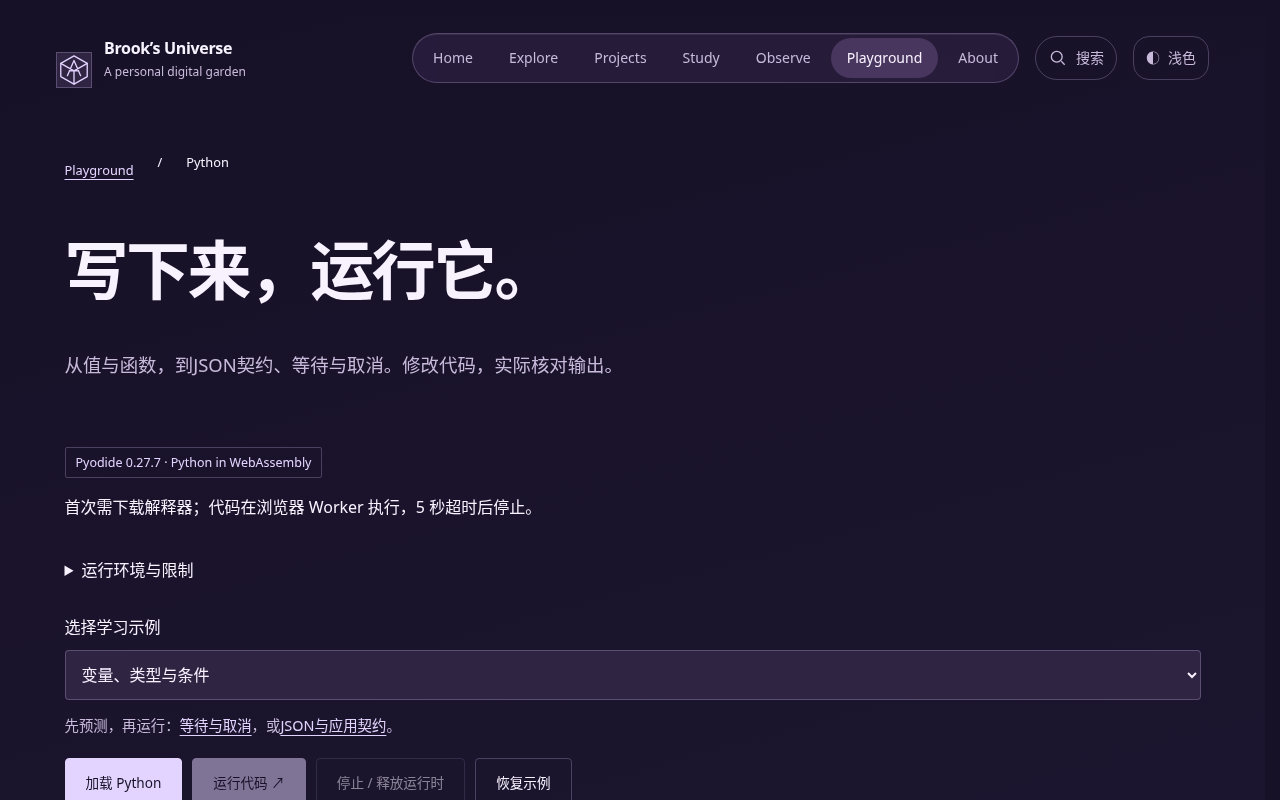 Brook’s Universe
A personal digital garden
Home Explore Projects Study Observe Playground About
搜索
浅色
Playground / Python
写下来，运行它。
从值与函数，到JSON契约、等待与取消。修改代码，实际核对输出。
Pyodide 0.27.7 · Python in WebAssembly
首次需下载解释器；代码在浏览器 Worker 执行，5 秒超时后停止。
运行环境与限制
选择学习示例
变量、类型与条件
先预测，再运行：等待与取消，或JSON与应用契约。
加载 Python 运行代码 ↗ 停止 / 释放运行时 恢复示例